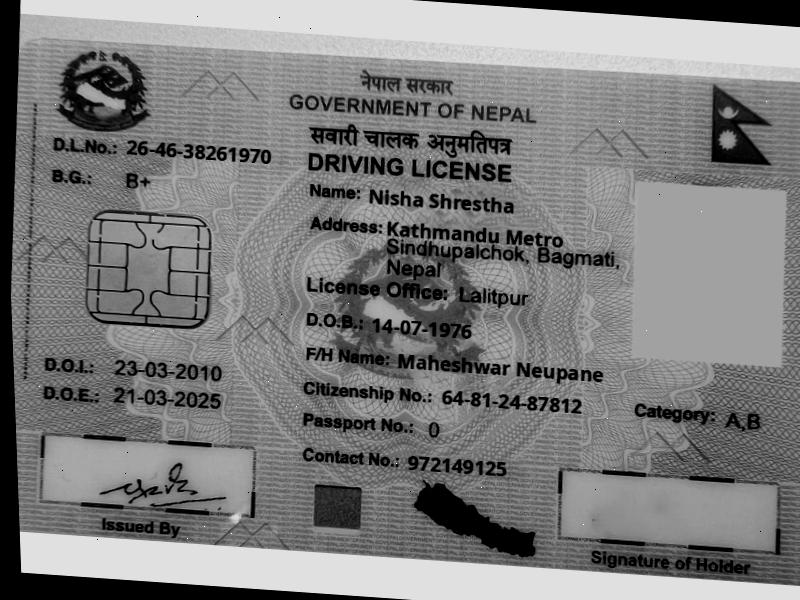 नेपाल सरकार
GOVERNMENT OF NEPAL
सवारी चालक अनुमतिपत्र
DRIVING LICENSE
D.L.No.: 26-46-38261970
B.G.: B+
Name: Nisha Shrestha
Address: Kathmandu Metro
Sindhupalchok, Bagmati,
Nepal
License Office: Lalitpur
D.O.B.: 14-07-1976
F/H Name: Maheshwar Neupane
D.O.I.: 23-03-2010
D.O.E.: 21-03-2025
Citizenship No.: 64-81-24-87812
Category: A,B
Passport No.: 0
Contact No.: 972149125
Issued By
Signature of Holder